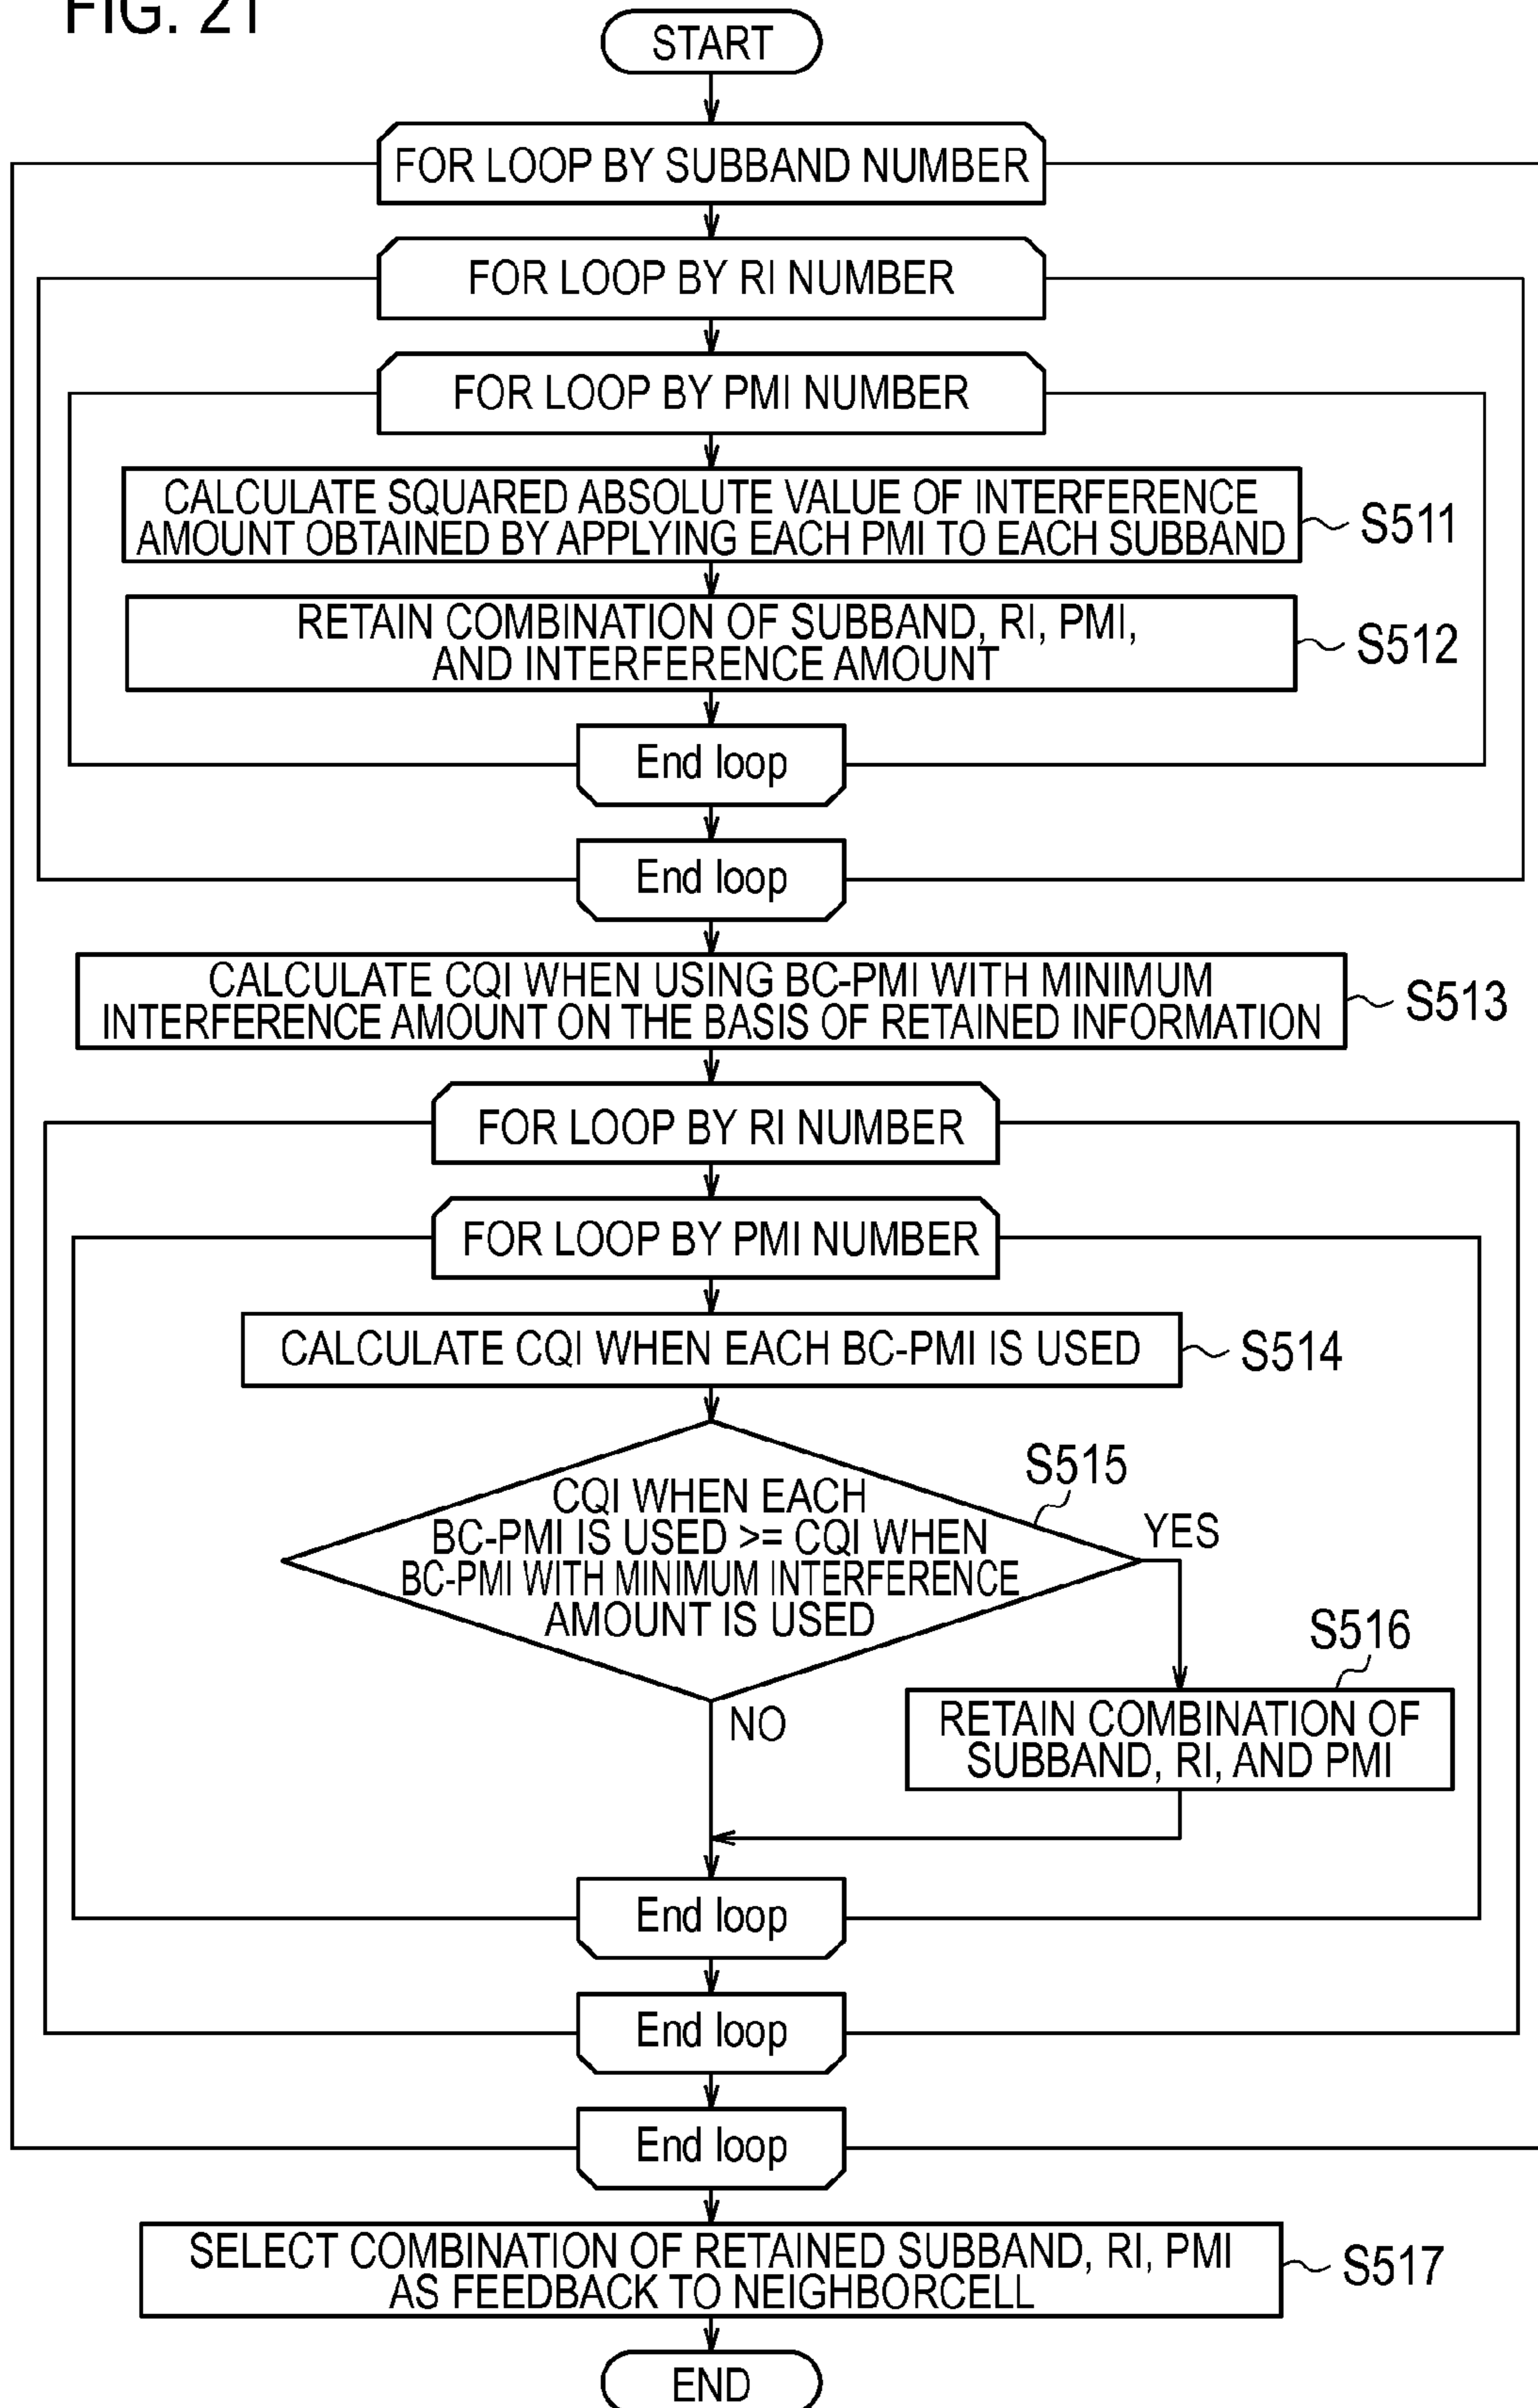 FIG. 21
START
FOR LOOP BY SUBBAND NUMBER
FOR LOOP BY RI NUMBER
FOR LOOP BY PMI NUMBER
CALCULATE SQUARED ABSOLUTE VALUE OF INTERFERENCE
AMOUNT OBTAINED BY APPLYING EACH PMI TO EACH SUBBAND
S511
RETAIN COMBINATION OF SUBBAND, RI, PMI,
AND INTERFERENCE AMOUNT
S512
End loop
End loop
CALCULATE CQI WHEN USING BC-PMI WITH MINIMUM
INTERFERENCE AMOUNT ON THE BASIS OF RETAINED INFORMATION
S513
FOR LOOP BY RI NUMBER
FOR LOOP BY PMI NUMBER
CALCULATE CQI WHEN EACH BC-PMI IS USED
S514
S515
CQI WHEN EACH
BC-PMI IS USED >= CQI WHEN
BC-PMI WITH MINIMUM INTERFERENCE
AMOUNT IS USED
YES
S516
RETAIN COMBINATION OF
SUBBAND, RI, AND PMI
NO
End loop
End loop
End loop
SELECT COMBINATION OF RETAINED SUBBAND, RI, PMI
AS FEEDBACK TO NEIGHBORCELL
S517
END